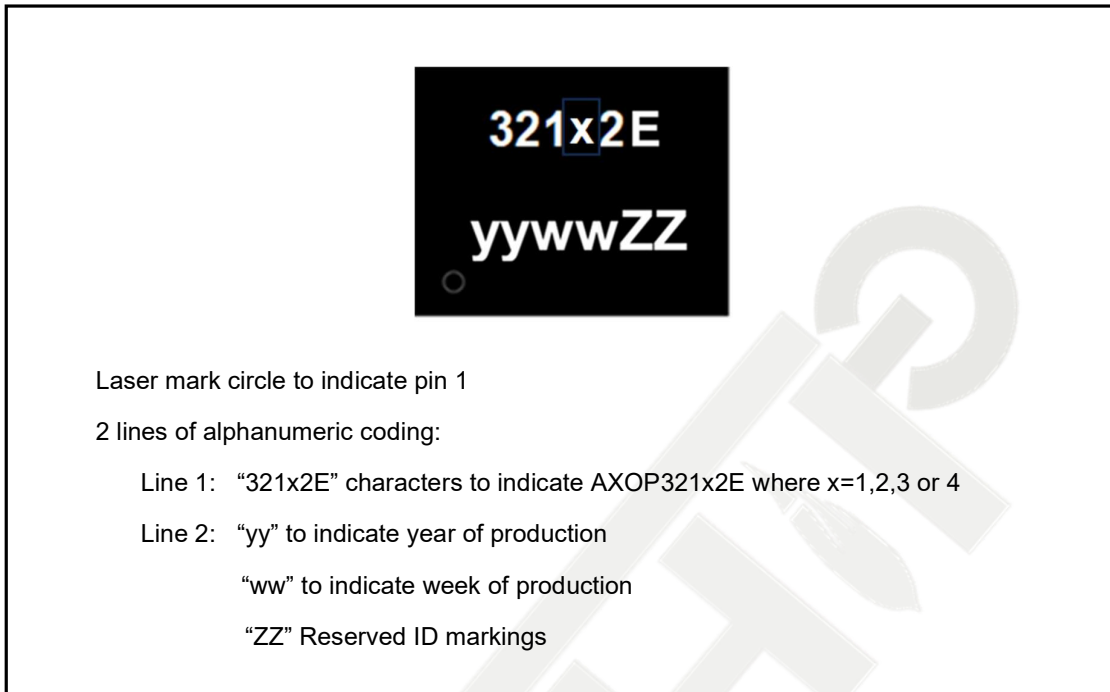 321x2E
yywwZZ
Laser mark circle to indicate pin 1
2 lines of alphanumeric coding:
Line 1: “321x2E” characters to indicate AXOP321x2E where x=1,2,3 or 4
Line 2: “yy” to indicate year of production
“ww” to indicate week of production
“ZZ” Reserved ID markings